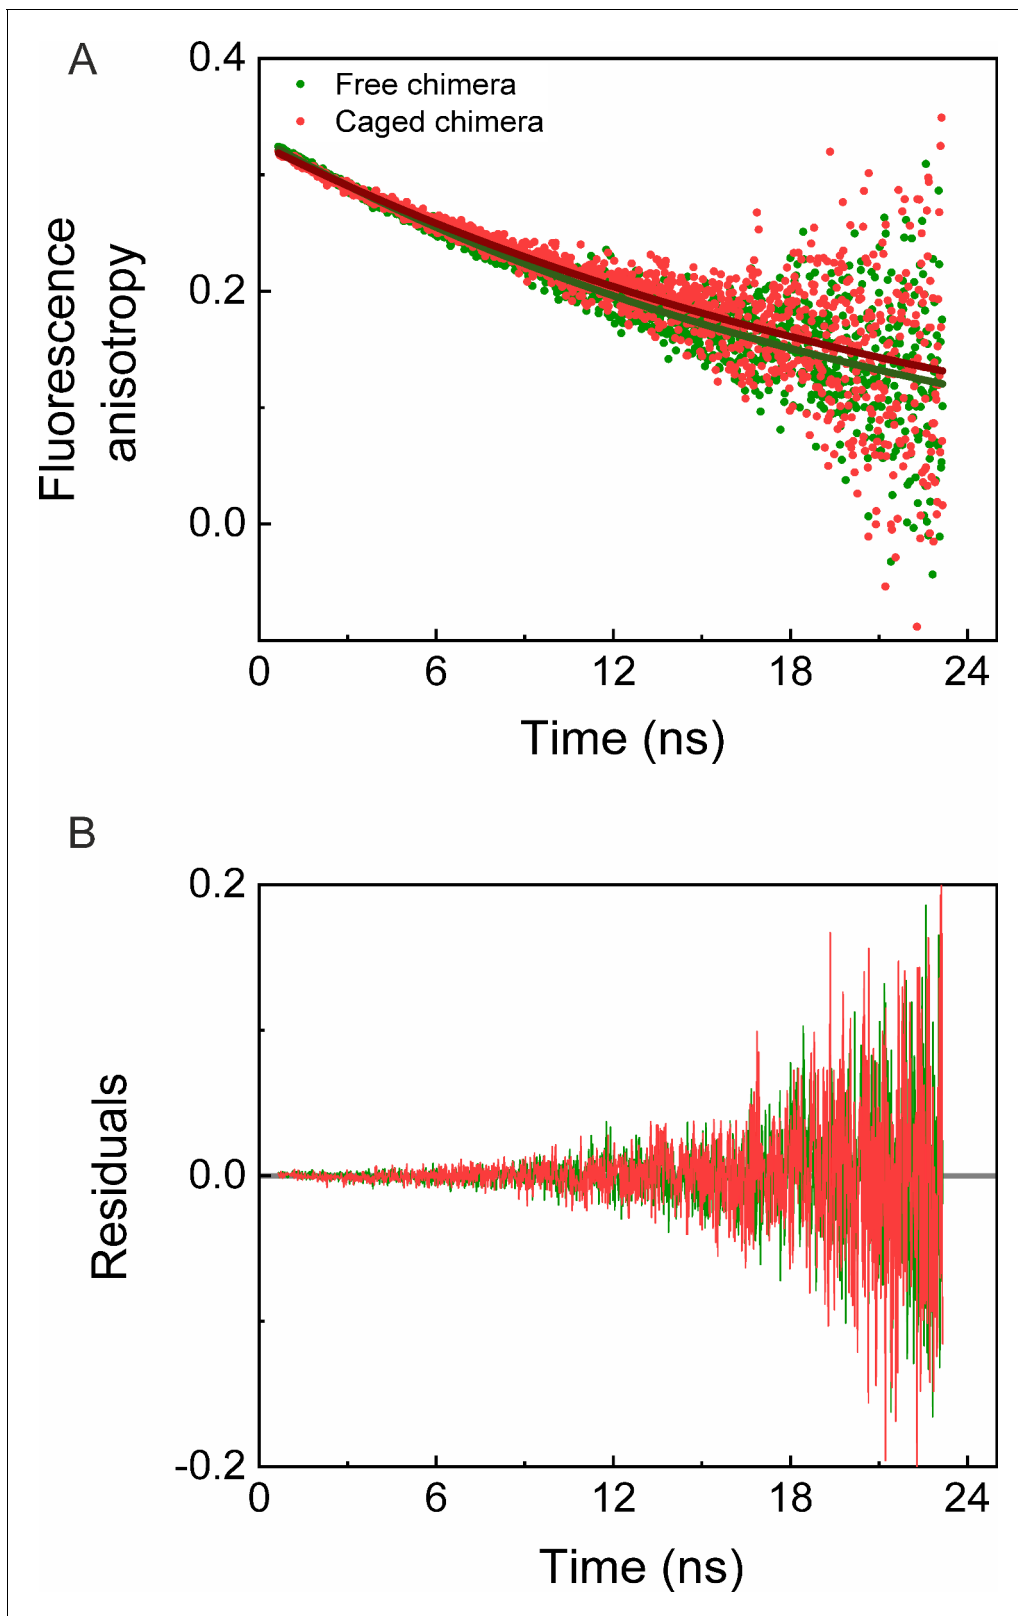 A
0.4
Free chimera
Caged chimera
0.2
0.0
Fluorescence
anisotropy
0 6 12 18 24
Time (ns)
B
0.2
0.0
-0.2
Residuals
0 6 12 18 24
Time (ns)